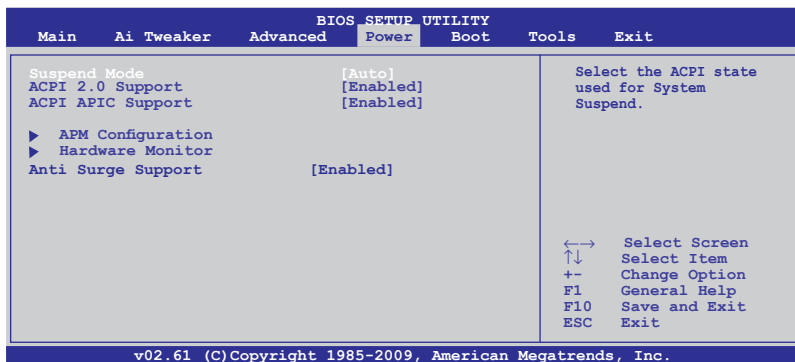 BIOS SETUP UTILITY
Main Ai Tweaker Advanced Power Boot Tools Exit
Suspend Mode [Auto]
ACPI 2.0 Support [Enabled]
ACPI APIC Support [Enabled]
APM Configuration
Hardware Monitor
Anti Surge Support [Enabled]
Select the ACPI state
used for System
Suspend.
←→ Select Screen
↑↓ Select Item
+- Change Option
F1 General Help
F10 Save and Exit
ESC Exit
v02.61 (C)Copyright 1985-2009, American Megatrends, Inc.